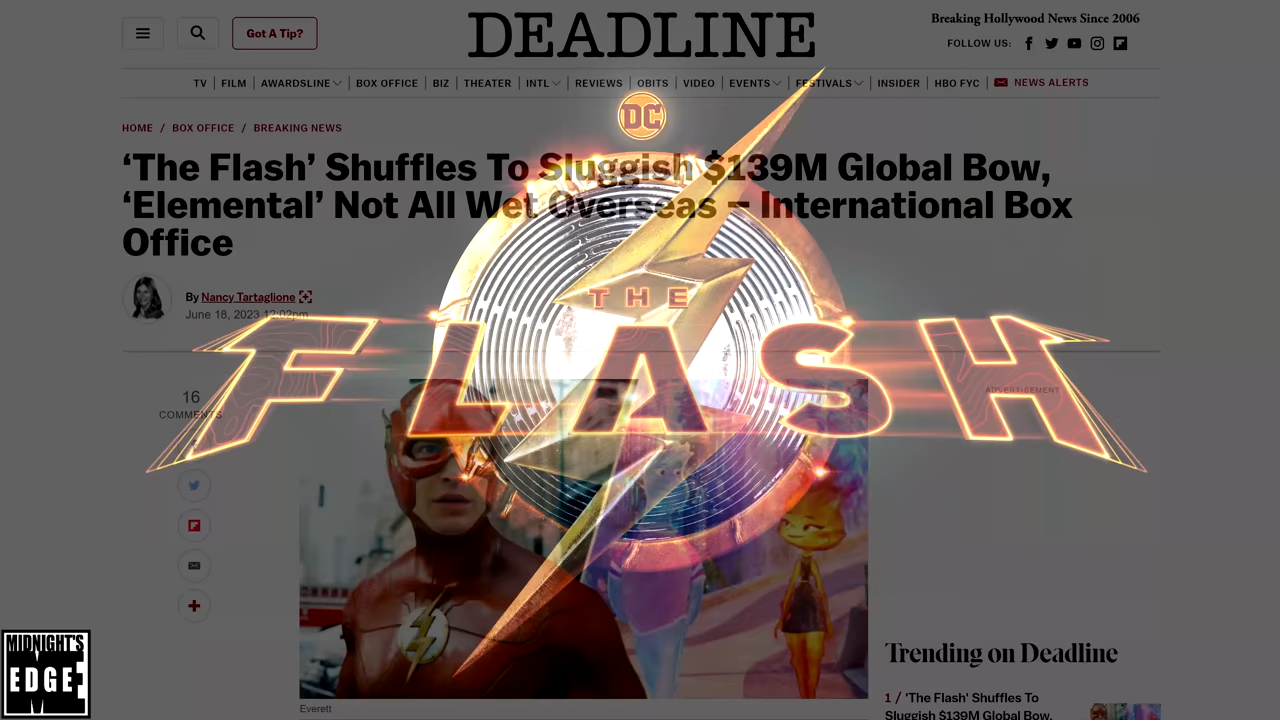 Got A Tip?
DEADLINE
Breaking Hollywood News Since 2006
FOLLOW US:
TV FILM AWARDSLINE BOX OFFICE BIZ THEATER INTL REVIEWS OBITS VIDEO EVENTS FESTIVALS INSIDER HBO FYC NEWS ALERTS
DC
HOME / BOX OFFICE / BREAKING NEWS
‘The Flash’ Shuffles To Sluggish $139M Global Bow,
‘Elemental’ Not All Wet Overseas – International Box
Office
By Nancy Tartaglione
June 18, 2023 12:02pm
THE
FLASH
16
COMMENTS
ADVERTISEMENT
Everett
Trending on Deadline
1 / 'The Flash' Shuffles To
Sluggish $139M Global Bow,
MIDNIGHT'S
EDGE